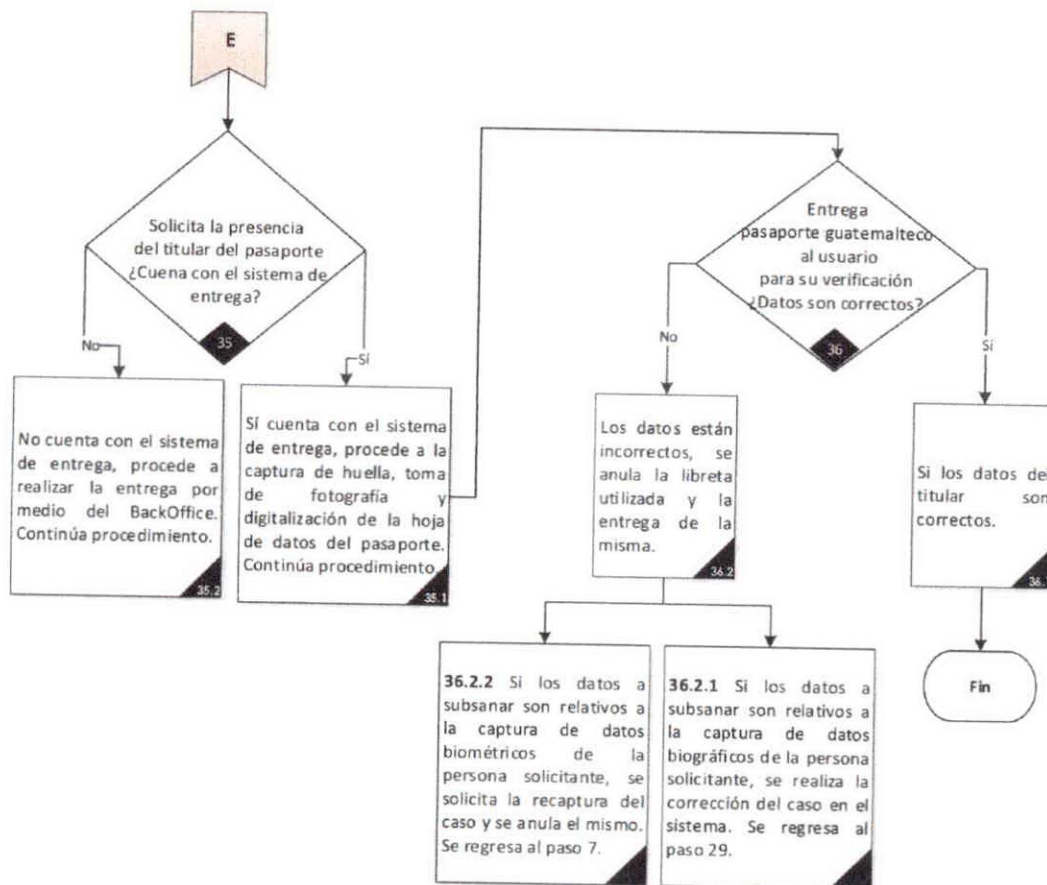 E
Solicita la presencia
del titular del pasaporte
¿Cuena con el sistema de
entrega?
35
No
Sí
No cuenta con el sistema
de entrega, procede a
realizar la entrega por
medio del BackOffice.
Continúa procedimiento.
35.2
Sí cuenta con el sistema
de entrega, procede a la
captura de huella, toma
de fotografía y
digitalización de la hoja
de datos del pasaporte.
Continúa procedimiento.
35.1
Entrega
pasaporte guatemalteco
al usuario
para su verificación
¿Datos son correctos?
36
No
Sí
Los datos están
incorrectos, se
anula la libreta
utilizada y la
entrega de la
misma.
36.2
Si los datos del
titular son
correctos.
36.1
Fin
36.2.2 Si los datos a
subsanar son relativos a
la captura de datos
biométricos de la
persona solicitante, se
solicita la recaptura del
caso y se anula el mismo.
Se regresa al paso 7.
36.2.1 Si los datos a
subsanar son relativos a
la captura de datos
biográficos de la persona
solicitante, se realiza la
corrección del caso en el
sistema. Se regresa al
paso 29.